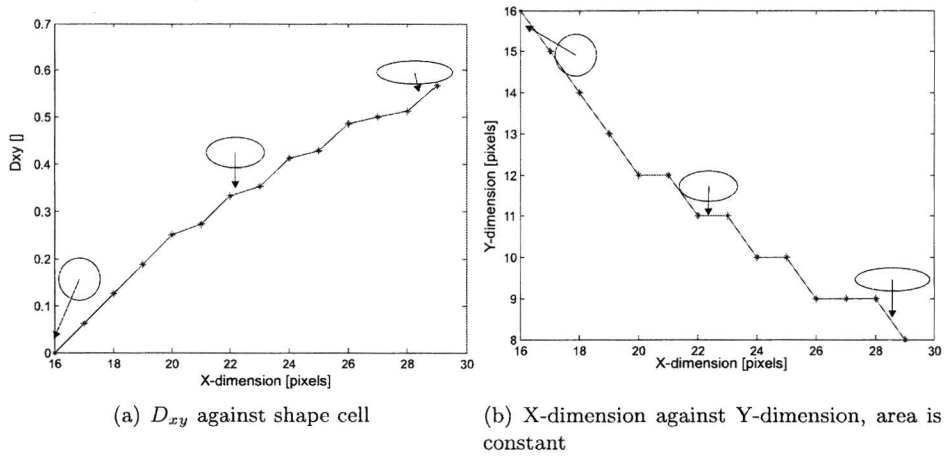 0.7
0.6
0.5
0.4
0.3
0.2
0.1
0
Dxy []
16 18 20 22 24 26 28 30
X-dimension [pixels]
(a) Dxy against shape cell
16
15
14
13
12
11
10
9
8
Y-dimension [pixels]
16 18 20 22 24 26 28 30
X-dimension [pixels]
(b) X-dimension against Y-dimension, area is
constant